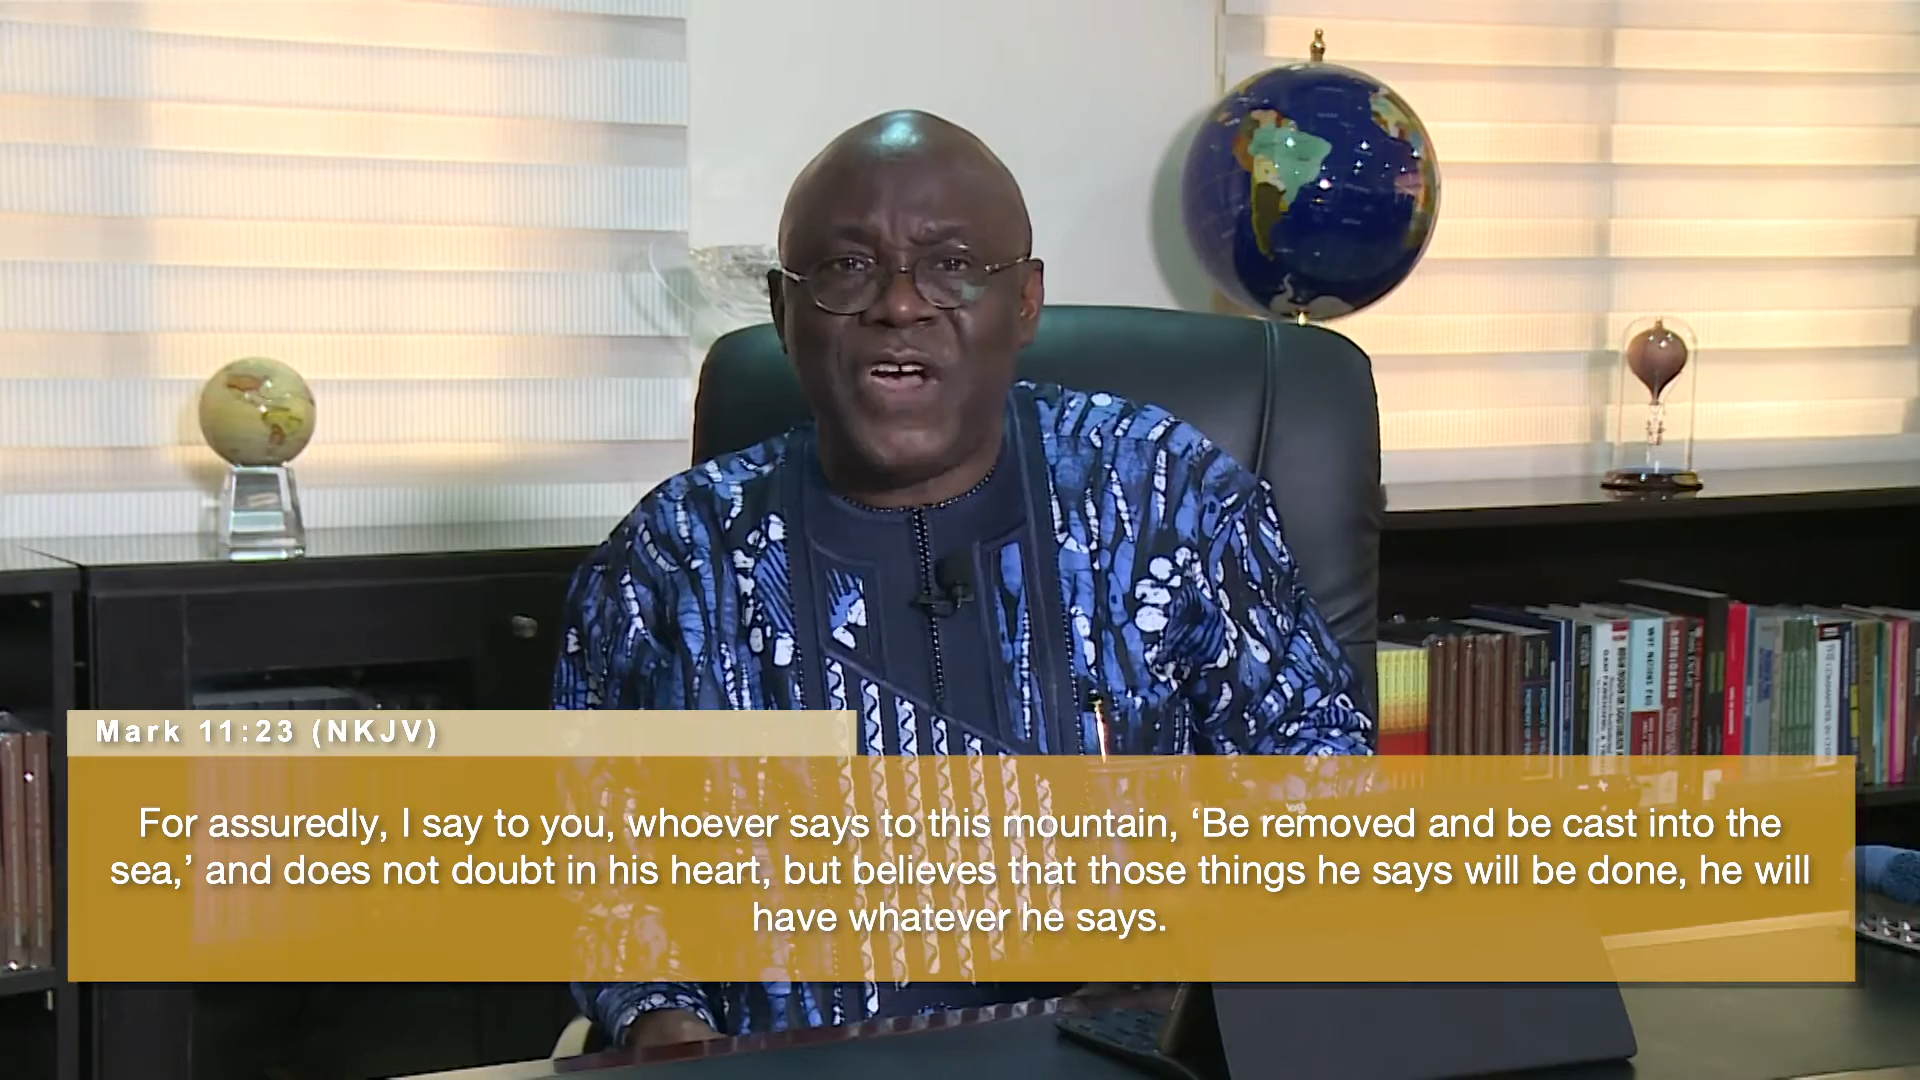 Mark 11:23 (NKJV)
For assuredly, I say to you, whoever says to this mountain, ‘Be removed and be cast into the
sea,’ and does not doubt in his heart, but believes that those things he says will be done, he will
have whatever he says.